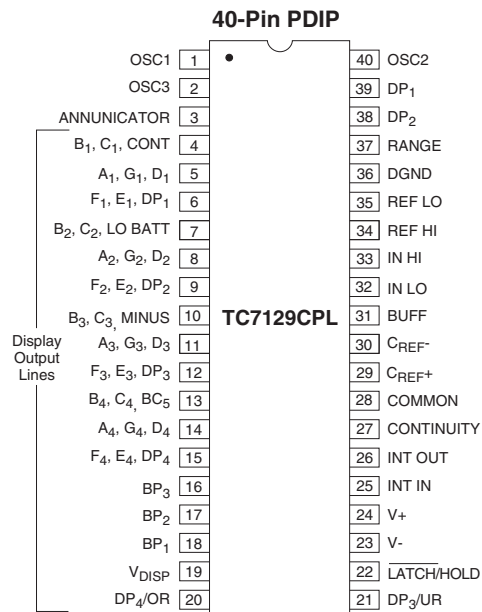 40-Pin PDIP
OSC1 1
OSC3 2
ANNUNICATOR 3
B1, C1, CONT 4
A1, G1, D1 5
F1, E1, DP1 6
B2, C2, LO BATT 7
A2, G2, D2 8
F2, E2, DP2 9
B3, C3, MINUS 10
A3, G3, D3 11
F3, E3, DP3 12
B4, C4, BC5 13
A4, G4, D4 14
F4, E4, DP4 15
BP3 16
BP2 17
BP1 18
VDISP 19
DP4/OR 20
Display
Output
Lines
TC7129CPL
40 OSC2
39 DP1
38 DP2
37 RANGE
36 DGND
35 REF LO
34 REF HI
33 IN HI
32 IN LO
31 BUFF
30 CREF-
29 CREF+
28 COMMON
27 CONTINUITY
26 INT OUT
25 INT IN
24 V+
23 V-
22 LATCH/HOLD
21 DP3/UR